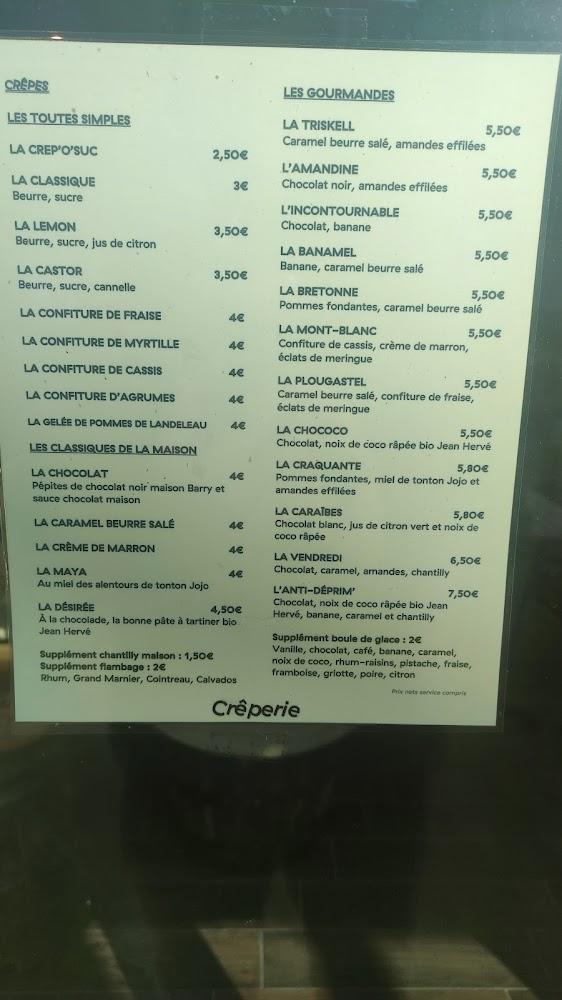 CRÊPES
LES TOUTES SIMPLES
LA CREP'O'SUC 2,50€
LA CLASSIQUE 3€
Beurre, sucre
LA LEMON 3,50€
Beurre, sucre, jus de citron
LA CASTOR 3,50€
Beurre, sucre, cannelle
LA CONFITURE DE FRAISE 4€
LA CONFITURE DE MYRTILLE 4€
LA CONFITURE DE CASSIS 4€
LA CONFITURE D'AGRUMES 4€
LA GELÉE DE POMMES DE LANDELEAU 4€
LES CLASSIQUES DE LA MAISON
LA CHOCOLAT 4€
Pépites de chocolat noir maison Barry et
sauce chocolat maison
LA CARAMEL BEURRE SALÉ 4€
LA CRÈME DE MARRON 4€
LA MAYA 4€
Au miel des alentours de tonton Jojo
LA DÉSIRÉE 4,50€
À la chocolade, la bonne pâte à tartiner bio
Jean Hervé
Supplément chantilly maison : 1,50€
Supplément flambage : 2€
Rhum, Grand Marnier, Cointreau, Calvados
LES GOURMANDES
LA TRISKELL 5,50€
Caramel beurre salé, amandes effilées
L'AMANDINE 5,50€
Chocolat noir, amandes effilées
L'INCONTOURNABLE 5,50€
Chocolat, banane
LA BANAMEL 5,50€
Banane, caramel beurre salé
LA BRETONNE 5,50€
Pommes fondantes, caramel beurre salé
LA MONT-BLANC 5,50€
Confiture de cassis, crème de marron,
éclats de meringue
LA PLOUGASTEL 5,50€
Caramel beurre salé, confiture de fraise,
éclats de meringue
LA CHOCOCO 5,50€
Chocolat, noix de coco râpée bio Jean Hervé
LA CRAQUANTE 5,80€
Pommes fondantes, miel de tonton Jojo et
amandes effilées
LA CARAÏBES 5,80€
Chocolat blanc, jus de citron vert et noix de
coco râpée
LA VENDREDI 6,50€
Chocolat, caramel, amandes, chantilly
L'ANTI-DÉPRIM' 7,50€
Chocolat, noix de coco râpée bio Jean
Hervé, banane, caramel et chantilly
Supplément boule de glace : 2€
Vanille, chocolat, café, banane, caramel,
noix de coco, rhum-raisins, pistache, fraise,
framboise, griotte, poire, citron
Prix nets service compris
Crêperie